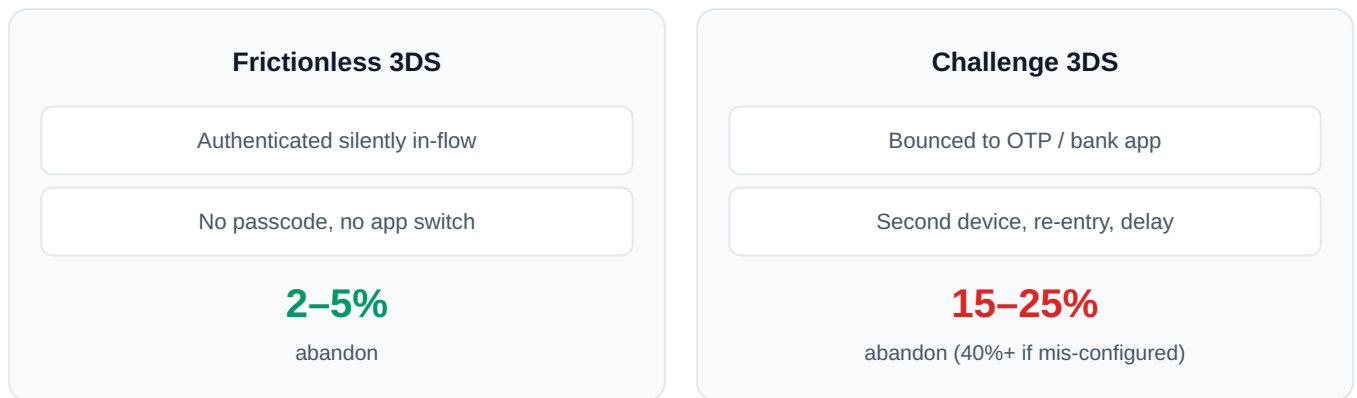 Frictionless 3DS
Authenticated silently in-flow
No passcode, no app switch
2–5%
abandon
Challenge 3DS
Bounced to OTP / bank app
Second device, re-entry, delay
15–25%
abandon (40%+ if mis-configured)